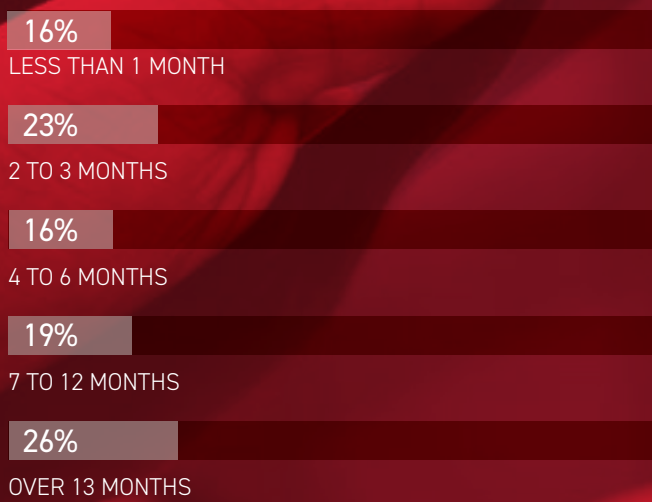 16%
LESS THAN 1 MONTH
23%
2 TO 3 MONTHS
16%
4 TO 6 MONTHS
19%
7 TO 12 MONTHS
26%
OVER 13 MONTHS